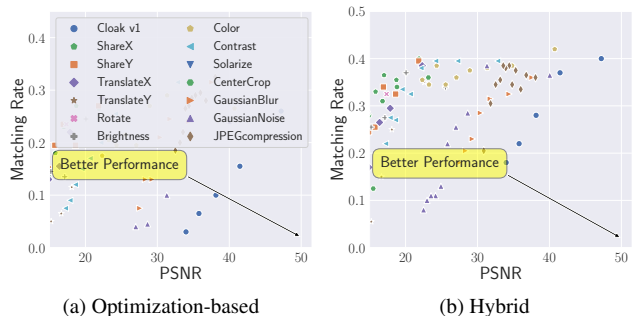 0.4
0.3
0.2
0.1
0.0
Matching Rate
Cloak v1
ShareX
ShareY
TranslateX
TranslateY
Rotate
Brightness
Color
Contrast
Solarize
CenterCrop
GaussianBlur
GaussianNoise
JPEGcompression
Better Performance
20 30 40 50
PSNR
(a) Optimization-based
0.5
0.4
0.3
0.2
0.1
0.0
Matching Rate
Better Performance
20 30 40 50
PSNR
(b) Hybrid